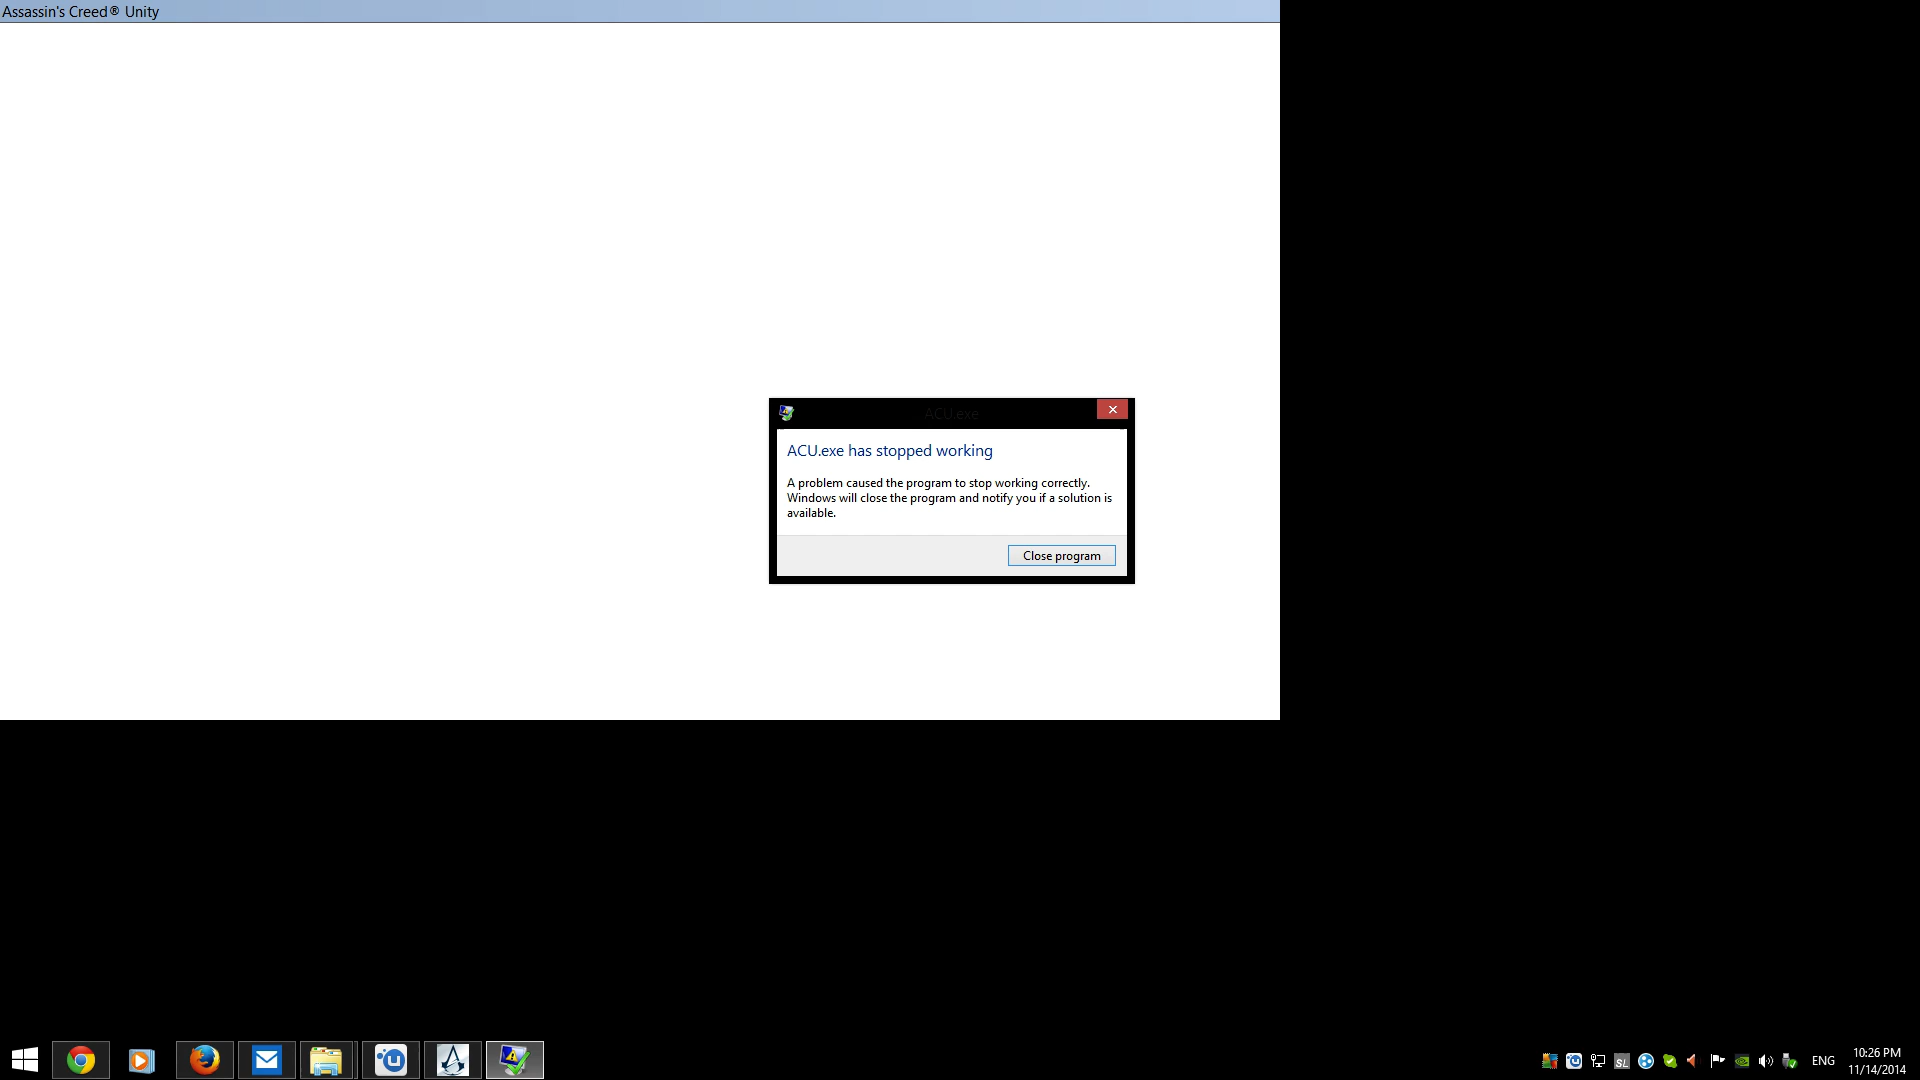 Assassin's Creed® Unity
ACU.exe
ACU.exe has stopped working
A problem caused the program to stop working correctly.
Windows will close the program and notify you if a solution is
available.
Close program
ENG
10:26 PM
11/14/2014